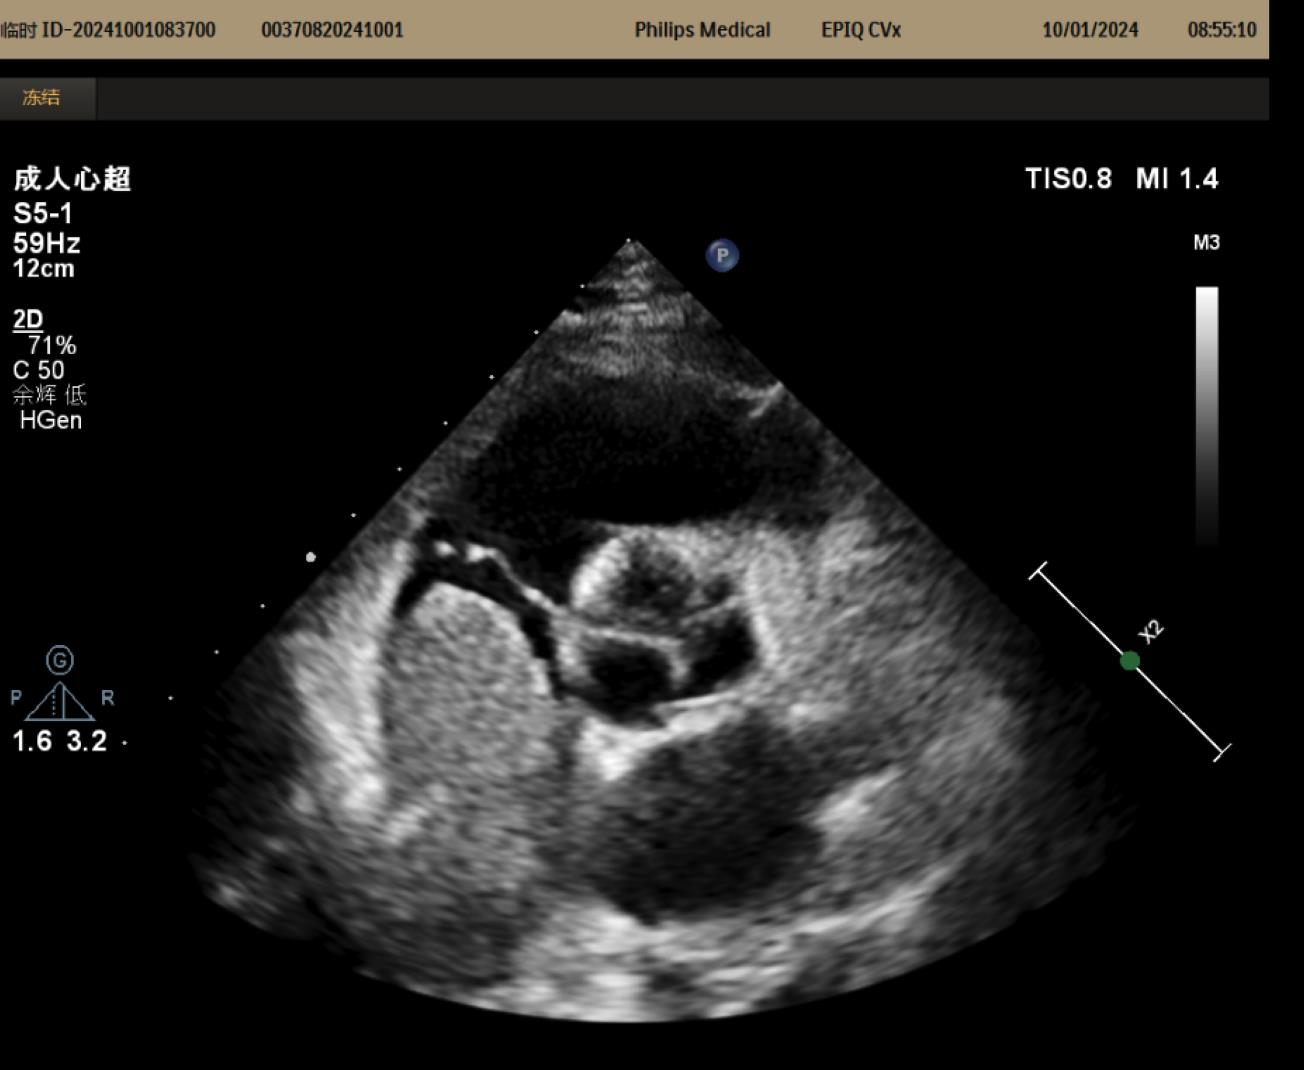 临时 ID-20241001083700 0037082024​1001 Philips Medical EPIQ CVx 10/01/2024 08:55:10
冻结
成人心超
S5-1
59Hz
12cm
2D
71%
C 50
余辉 低
HGen
TIS0.8 MI 1.4
M3
X2
P
G
P R
1.6 3.2